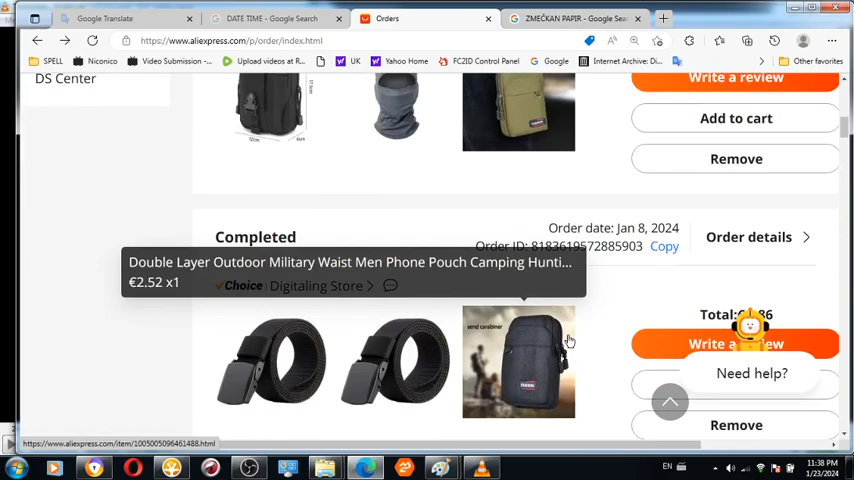 Google Translate
DATE TIME - Google Search
Orders
ZMEČKAN PAPIR - Google Sea
https://www.aliexpress.com/p/order/index.html
SPELL
Niconico
Video Submission -...
Upload videos at R...
UK
Yahoo Home
FC2ID Control Panel
Google
Internet Archive: Di...
Other favorites
DS Center
Write a review
Add to cart
Remove
Completed
Order date: Jan 8, 2024
Order ID: 8183619572885903 Copy
Order details
Double Layer Outdoor Military Waist Men Phone Pouch Camping Hunti...
€2.52 x1
Choice Digitaling Store
send carabiner
Total:
86
Write a
view
Need help?
Remove
https://www.aliexpress.com/item/1005005096461488.html
EN
11:38 PM
1/23/2024